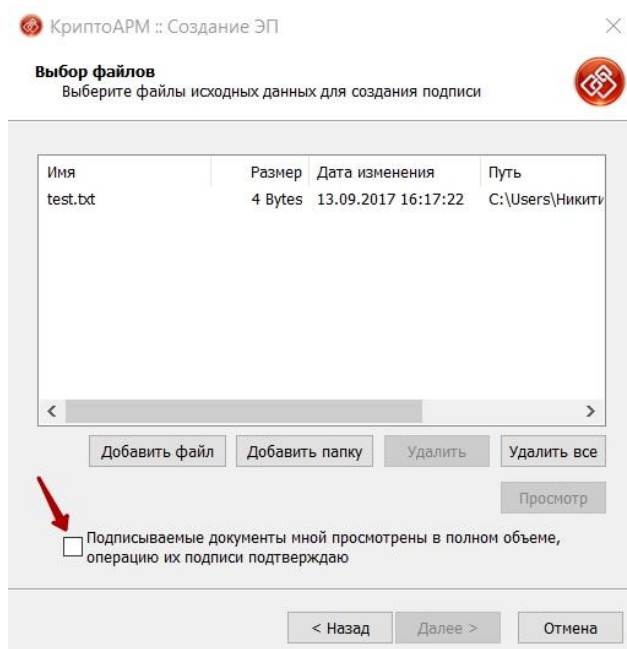 КриптоАРМ :: Создание ЭП
Выбор файлов
Выберите файлы исходных данных для создания подписи
Имя Размер Дата изменения Путь
test.txt 4 Bytes 13.09.2017 16:17:22 C:\Users\Никити
Добавить файл Добавить папку Удалить Удалить все
Просмотр
Подписываемые документы мной просмотрены в полном объеме,
операцию их подписи подтверждаю
< Назад Далее > Отмена